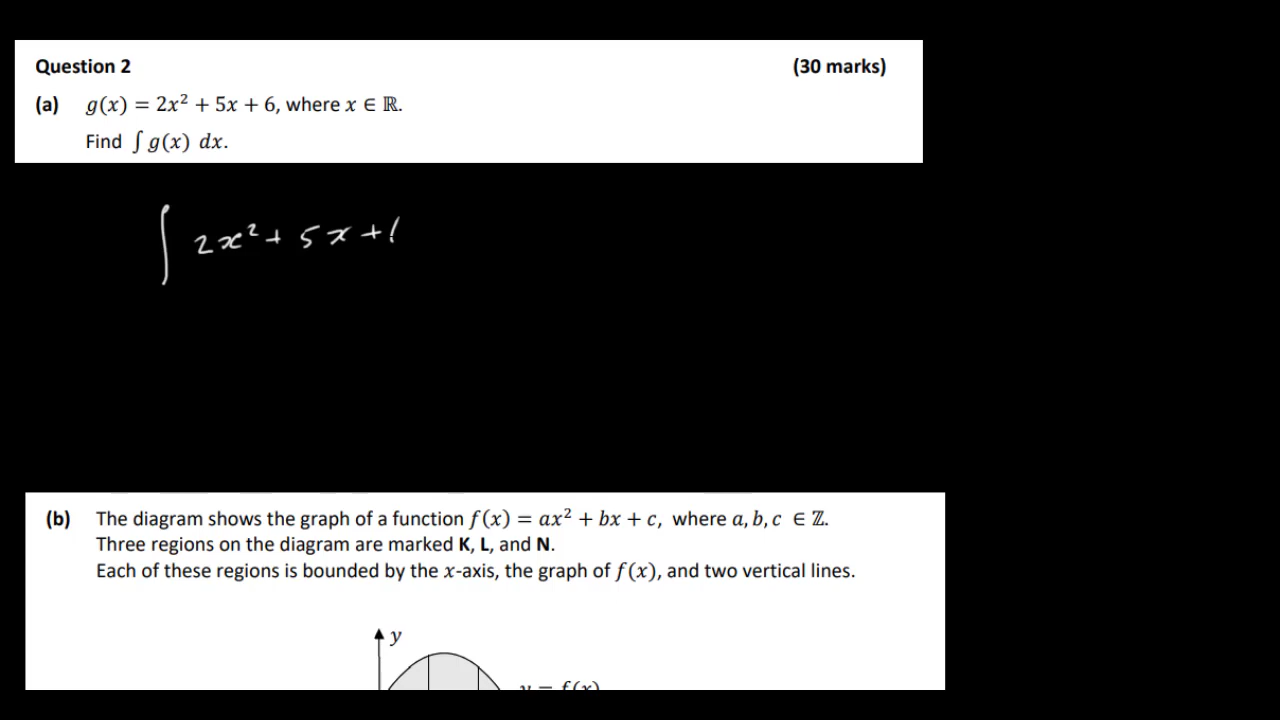 Question 2 (30 marks)
(a) g(x) = 2x² + 5x + 6, where x ∈ ℝ.
Find ∫ g(x) dx.
∫ 2x² + 5x +
(b) The diagram shows the graph of a function f(x) = ax² + bx + c, where a, b, c ∈ ℤ.
Three regions on the diagram are marked K, L, and N.
Each of these regions is bounded by the x-axis, the graph of f(x), and two vertical lines.
y
y = f(x)